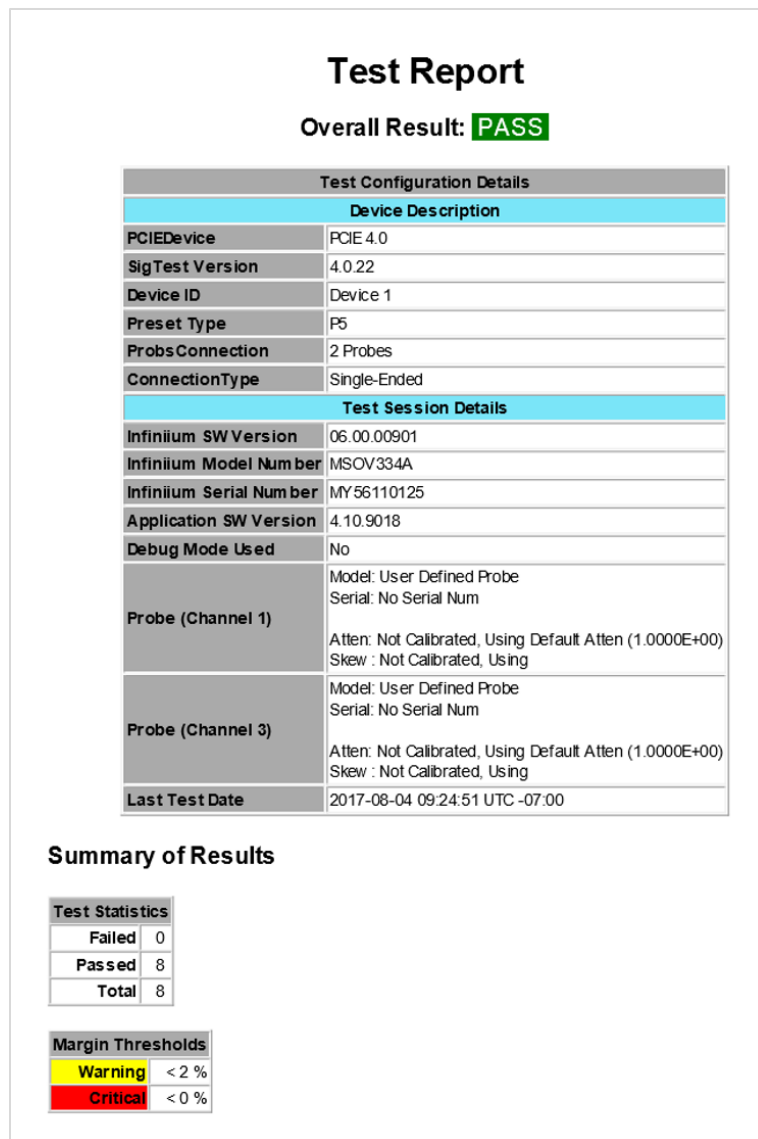 Test Report
Overall Result: PASS
Test Configuration Details
Device Description
PCIEDevice PCIE 4.0
SigTest Version 4.0.22
Device ID Device 1
Preset Type P5
ProbsConnection 2 Probes
ConnectionType Single-Ended
Test Session Details
Infiniium SW Version 06.00.00901
Infiniium Model Number MSOV334A
Infiniium Serial Number MY56110125
Application SW Version 4.10.9018
Debug Mode Used No
Probe (Channel 1) Model: User Defined Probe
Serial: No Serial Num
Atten: Not Calibrated, Using Default Atten (1.0000E+00)
Skew : Not Calibrated, Using
Probe (Channel 3) Model: User Defined Probe
Serial: No Serial Num
Atten: Not Calibrated, Using Default Atten (1.0000E+00)
Skew : Not Calibrated, Using
Last Test Date 2017-08-04 09:24:51 UTC -07:00
Summary of Results
Test Statistics
Failed 0
Passed 8
Total 8
Margin Thresholds
Warning < 2 %
Critical < 0 %